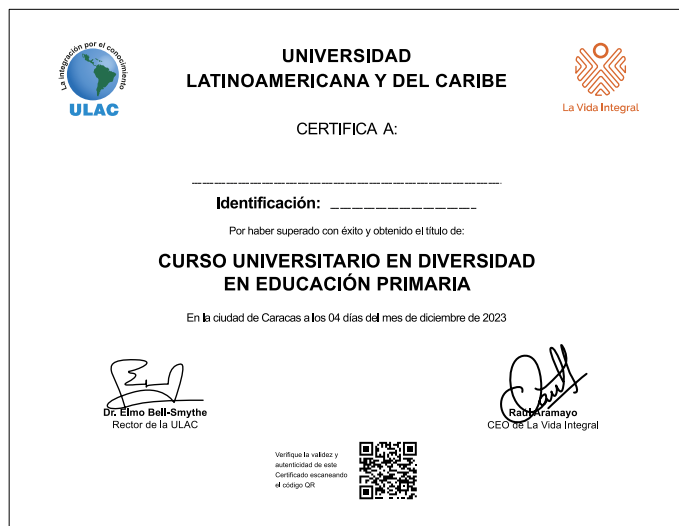 La integración por el conocimiento
ULAC
UNIVERSIDAD
LATINOAMERICANA Y DEL CARIBE
La Vida Integral
CERTIFICA A:
Identificación:
Por haber superado con éxito y obtenido el título de:
CURSO UNIVERSITARIO EN DIVERSIDAD
EN EDUCACIÓN PRIMARIA
En la ciudad de Caracas a los 04 días del mes de diciembre de 2023
Dr. Elmo Bell-Smythe
Rector de la ULAC
Raúl Aramayo
CEO de La Vida Integral
Verifique la validez y
autenticidad de este
Certificado escaneando
el código QR